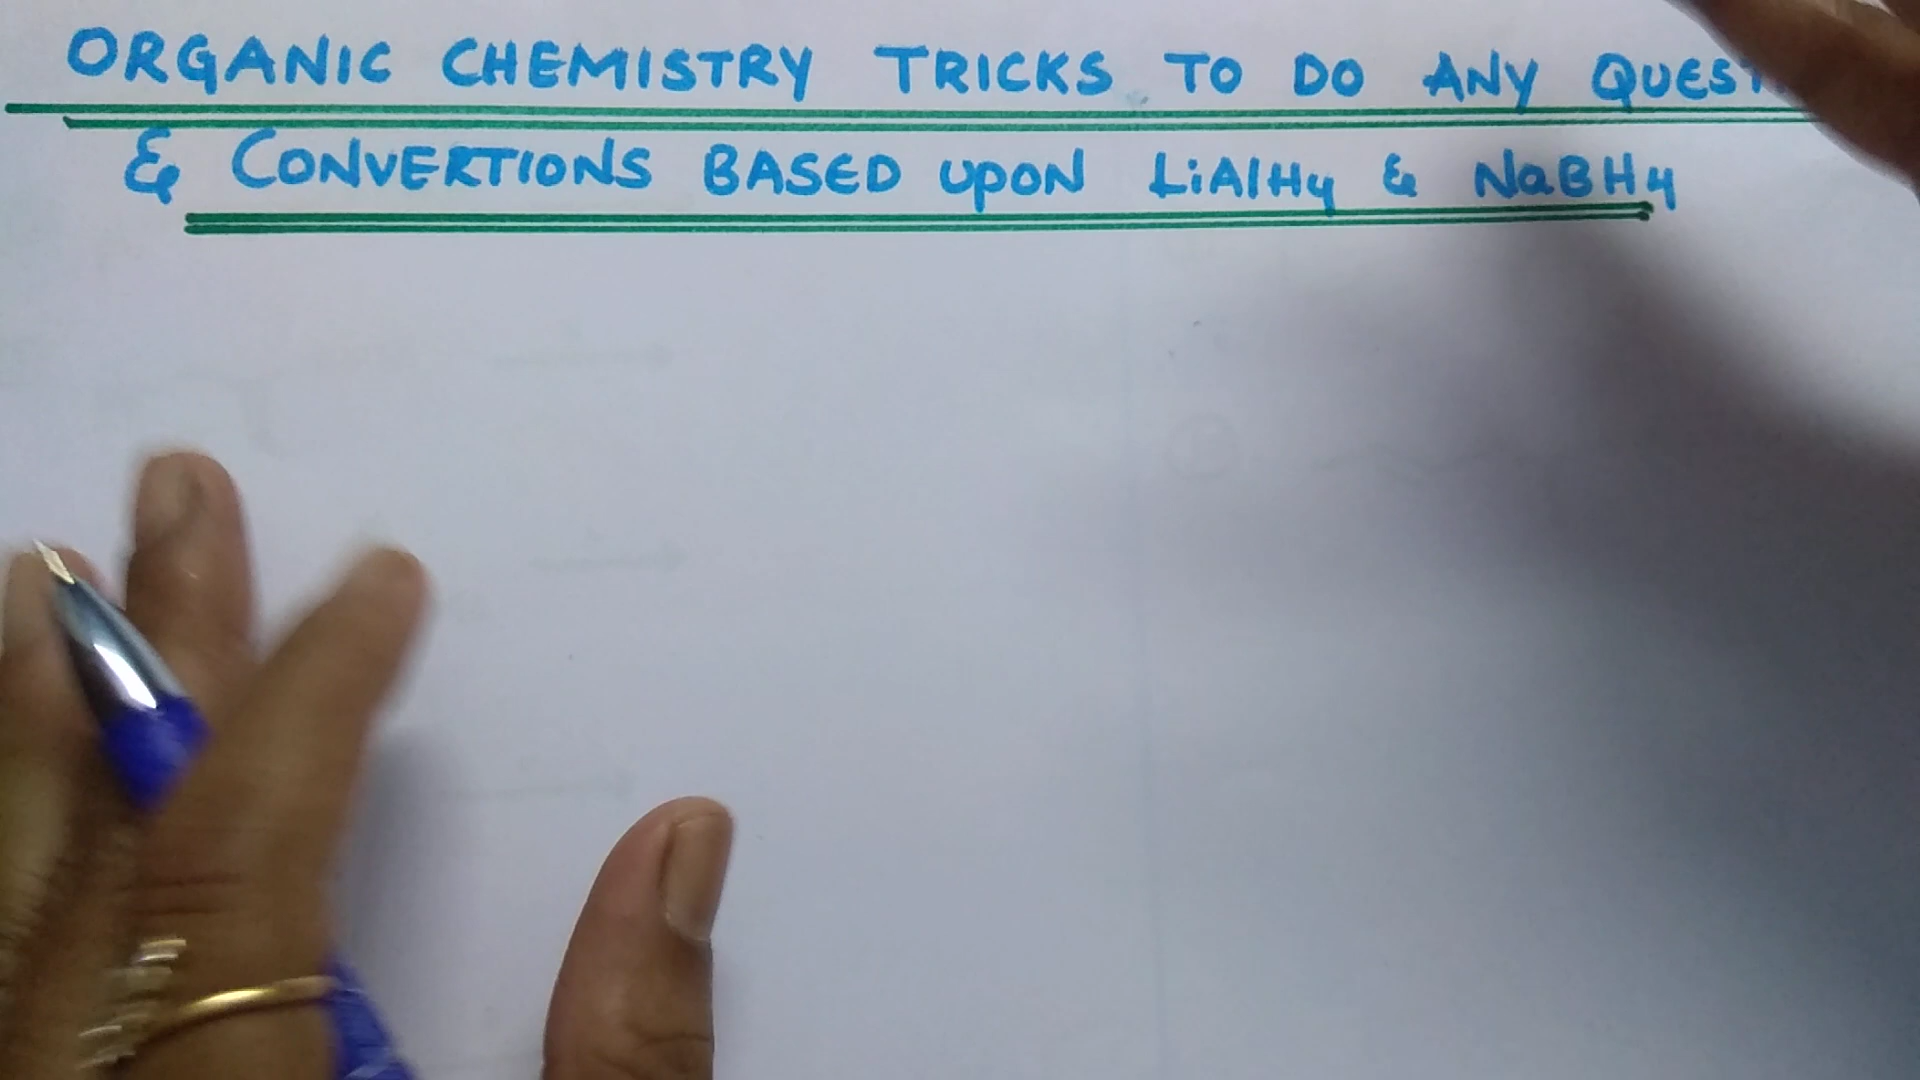 ORGANIC CHEMISTRY TRICKS TO DO ANY
& CONVERTIONS BASED UPON LiAlH4 & NaBH4